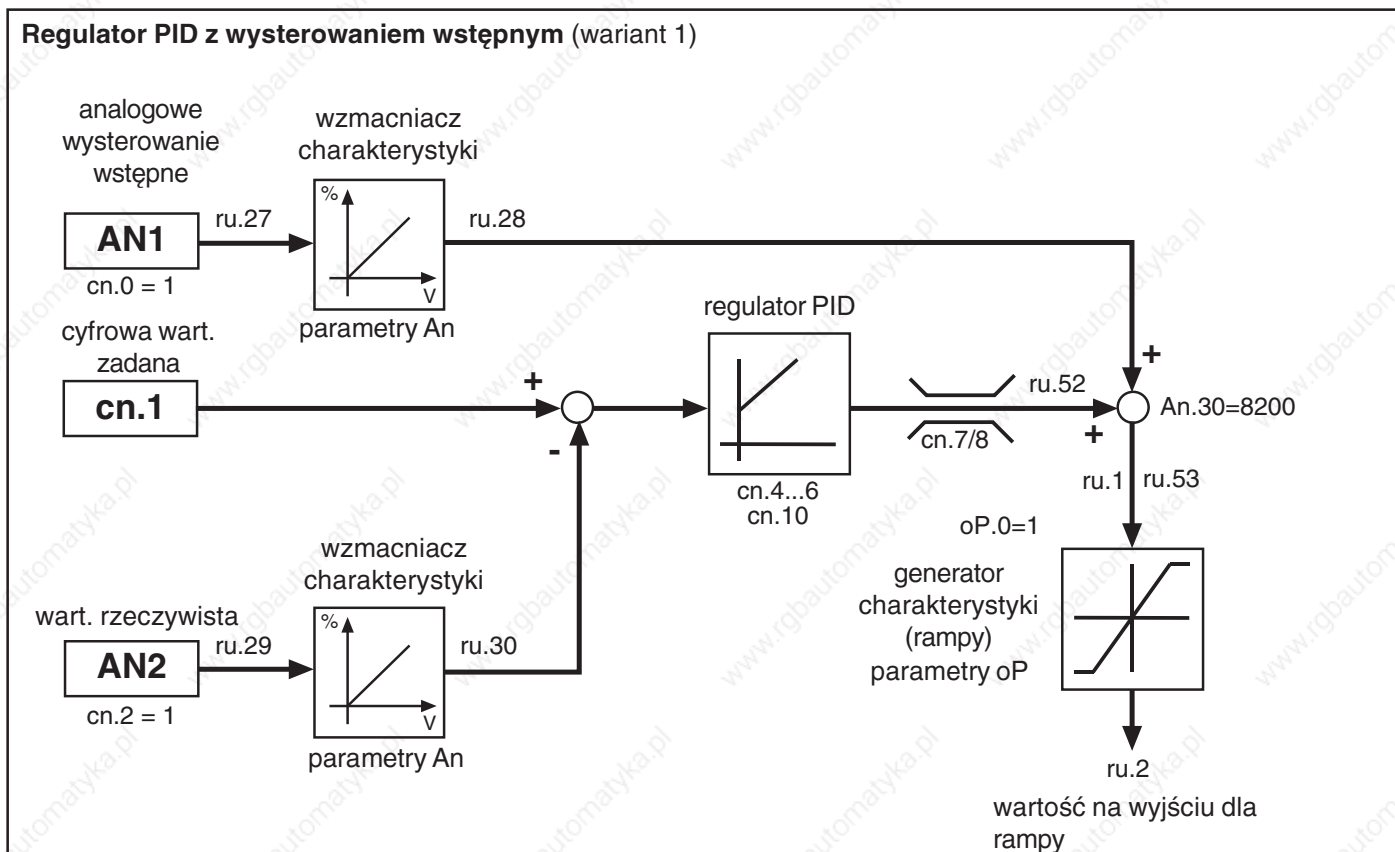 Regulator PID z wysterowaniem wstępnym (wariant 1)
analogowe
wysterowanie
wstępne
AN1
cn.0 = 1
ru.27
wzmacniacz
charakterystyki
%
V
parametry An
ru.28
cyfrowa wart.
zadana
cn.1
+
-
regulator PID
cn.4...6
cn.10
cn.7/8
ru.52
+
+
An.30=8200
ru.1
ru.53
wart. rzeczywista
AN2
cn.2 = 1
ru.29
wzmacniacz
charakterystyki
%
V
parametry An
ru.30
oP.0=1
generator
charakterystyki
(rampy)
parametry oP
ru.2
wartość na wyjściu dla
rampy
www.rgbautomatyka.pl